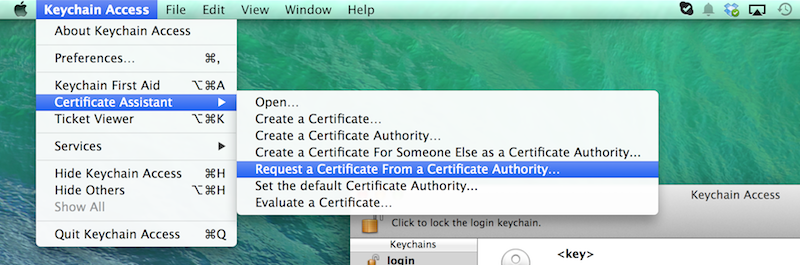 Keychain Access File Edit View Window Help
About Keychain Access
Preferences... ⌘,
Keychain First Aid ⌥⌘A
Certificate Assistant ▶
Ticket Viewer ⌥⌘K
Services ▶
Hide Keychain Access ⌘H
Hide Others ⌥⌘H
Show All
Quit Keychain Access ⌘Q
Open...
Create a Certificate...
Create a Certificate Authority...
Create a Certificate For Someone Else as a Certificate Authority...
Request a Certificate From a Certificate Authority...
Set the default Certificate Authority...
Evaluate a Certificate...
Keychain Access
Click to lock the login keychain.
Keychains
login
<key>